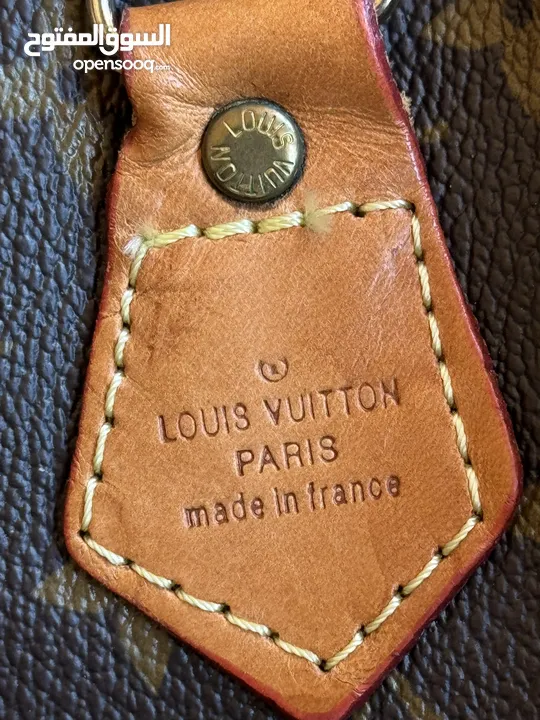 السوق المفتوح
opensooq.com
LOUIS VUITTON
LOUIS VUITTON
PARIS
made in france